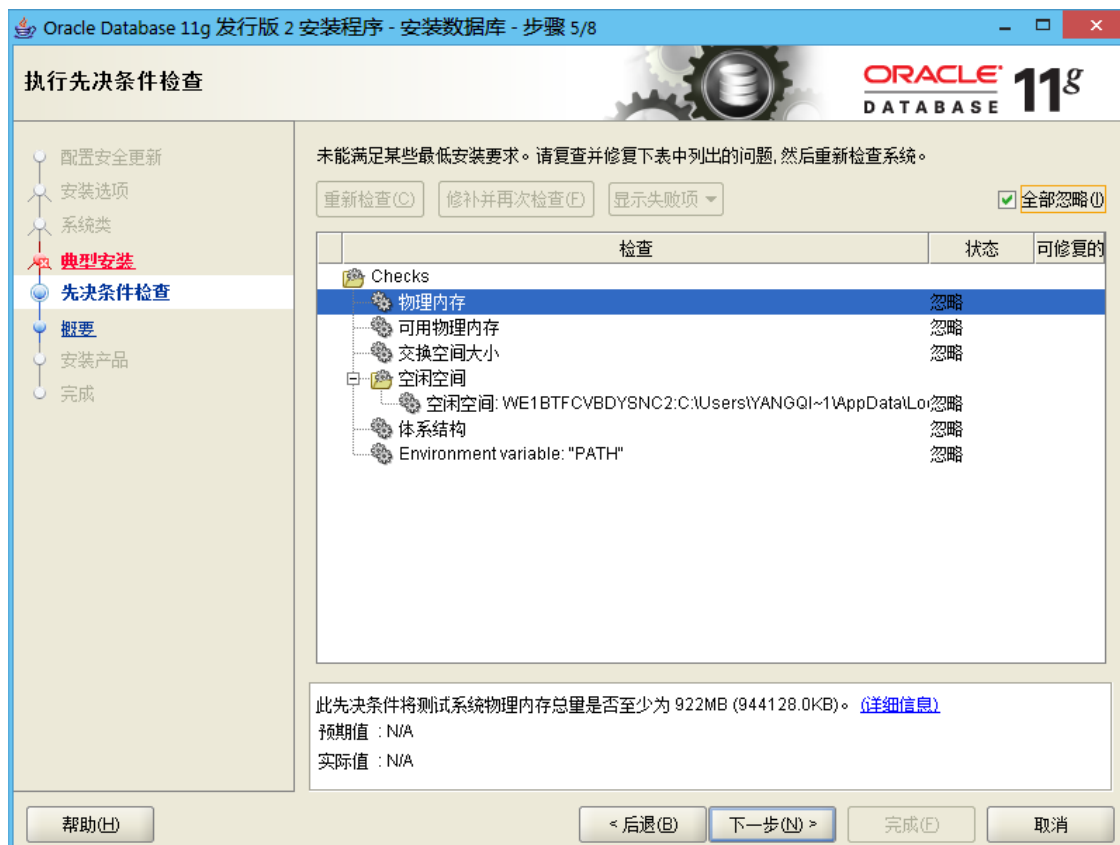 Oracle Database 11g 发行版 2 安装程序 - 安装数据库 - 步骤 5/8
执行先决条件检查
ORACLE
DATABASE
11g
配置安全更新
安装选项
系统类
典型安装
先决条件检查
概要
安装产品
完成
未能满足某些最低安装要求。请复查并修复下表中列出的问题, 然后重新检查系统。
重新检查(C) 修补并再次检查(F) 显示失败项 全部忽略(I)
检查 状态 可修复的
Checks
物理内存 忽略
可用物理内存 忽略
交换空间大小 忽略
空闲空间
空闲空间: WE1BTFCVBDYSNC2:C:\Users\YANGQI~1\AppData\Lo 忽略
体系结构 忽略
Environment variable: "PATH" 忽略
此先决条件将测试系统物理内存总量是否至少为 922MB (944128.0KB)。 (详细信息)
预期值 : N/A
实际值 : N/A
帮助(H) < 后退(B) 下一步(N) > 完成(F) 取消